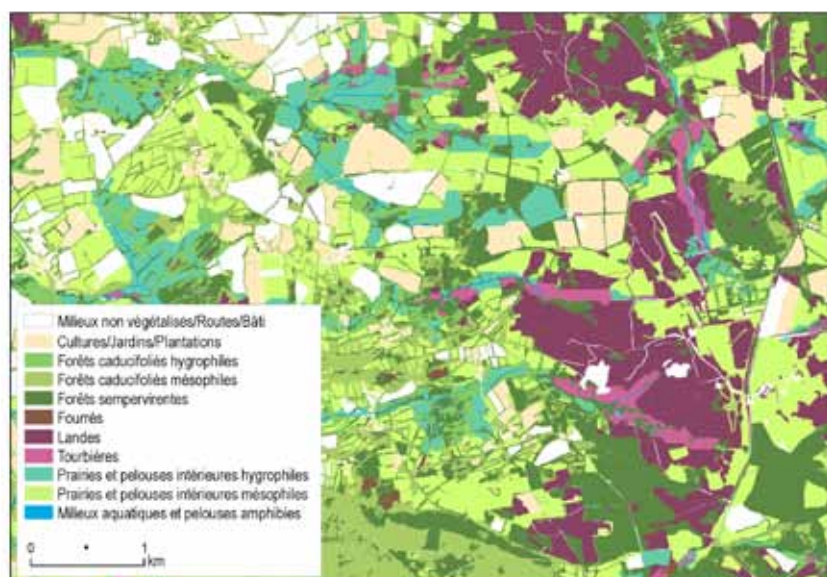 Milieux non végétalisés/Routes/Bâti
Cultures/Jardins/Plantations
Forêts caducifoliés hygrophiles
Forêts caducifoliés mésophiles
Forêts sempervirentes
Fourrés
Landes
Tourbières
Prairies et pelouses intérieures hygrophiles
Prairies et pelouses intérieures mésophiles
Milieux aquatiques et pelouses amphibies
0 1
km